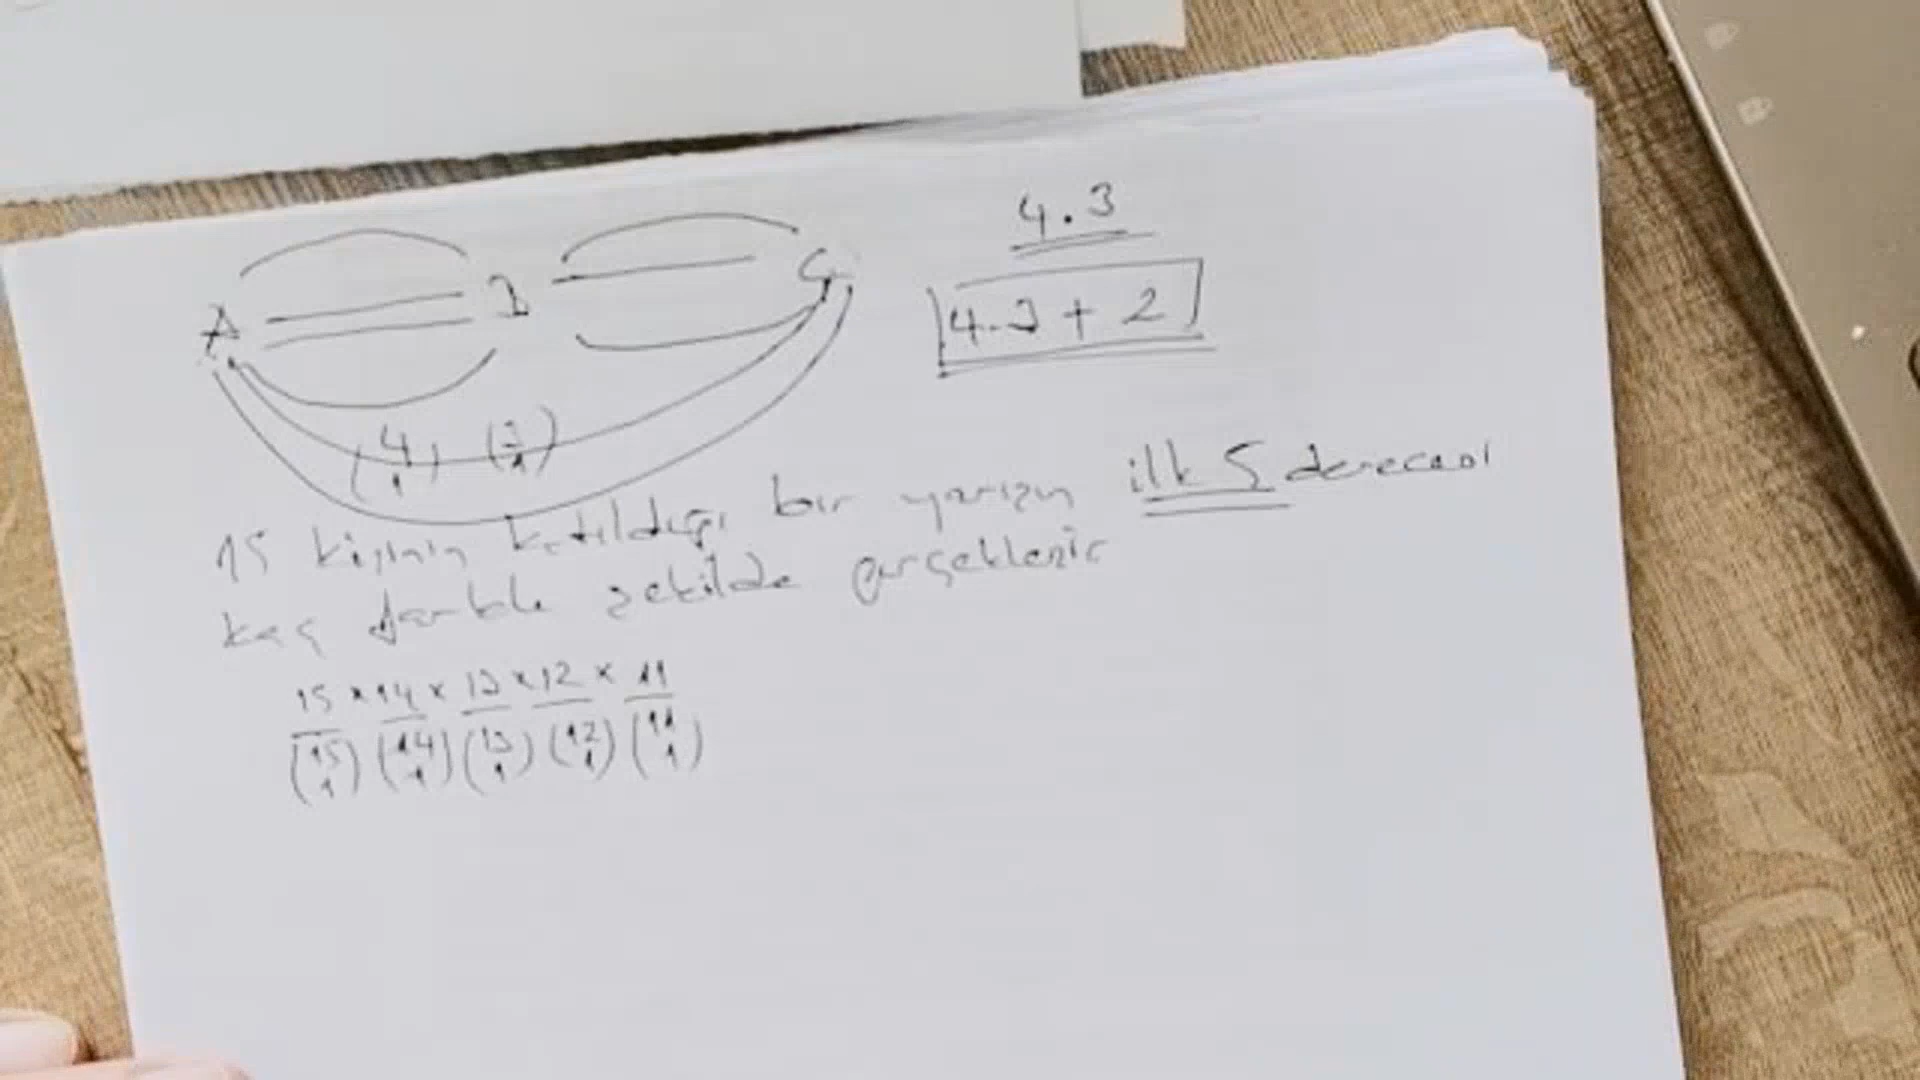 4.3
A B C
4.3+2
(4 1) (3 1)
15 kişinin katıldığı bir yarışın ilk 5 derecesi
kaç farklı şekilde gerçekleşir
15 x 14 x 13 x 12 x 11
(15 1) (14 1) (13 1) (12 1) (11 1)